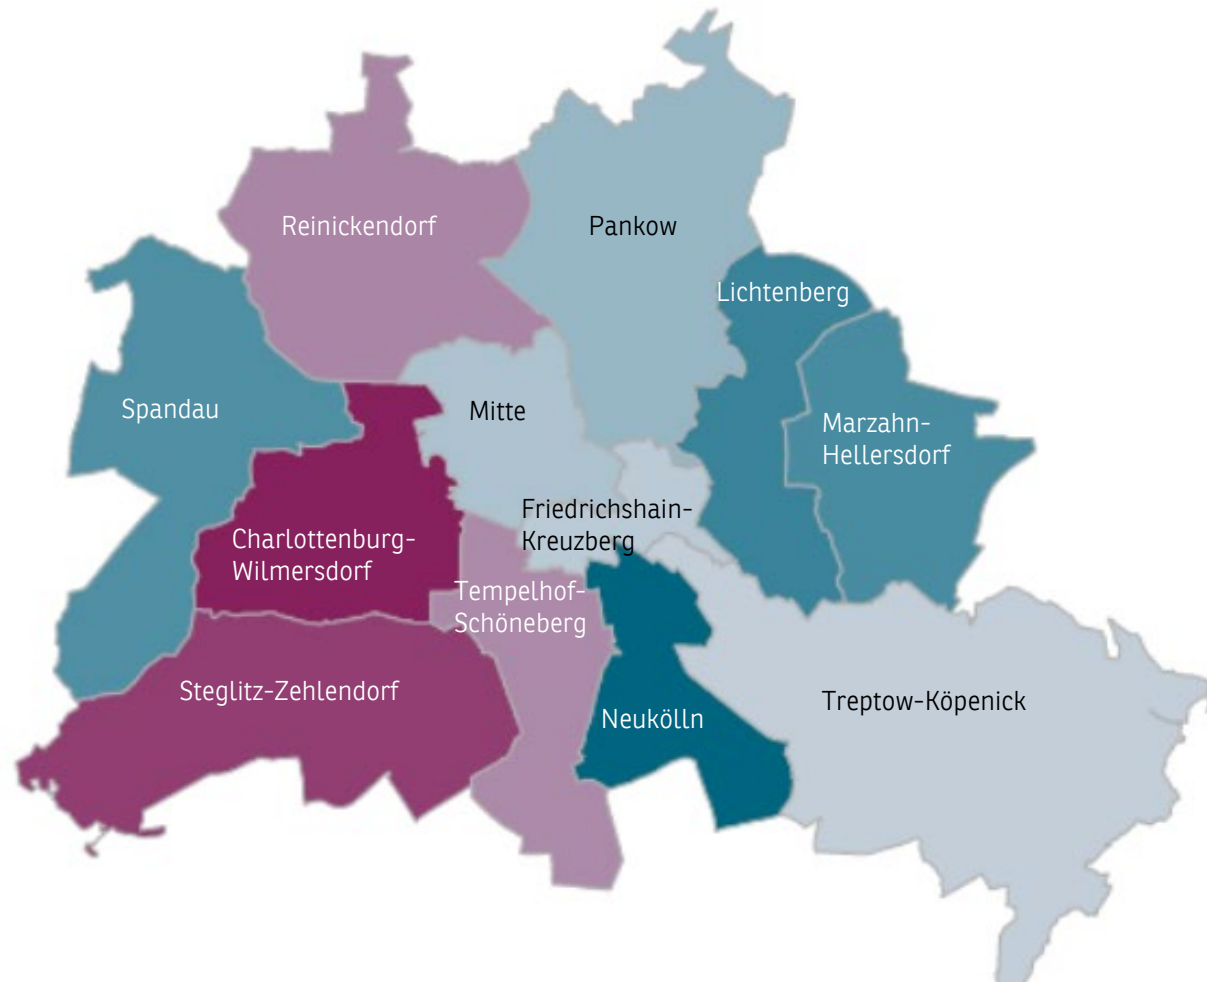 Reinickendorf
Pankow
Lichtenberg
Spandau
Mitte
Marzahn-
Hellersdorf
Friedrichshain-
Kreuzberg
Charlottenburg-
Wilmersdorf
Tempelhof-
Schöneberg
Steglitz-Zehlendorf
Neukölln
Treptow-Köpenick